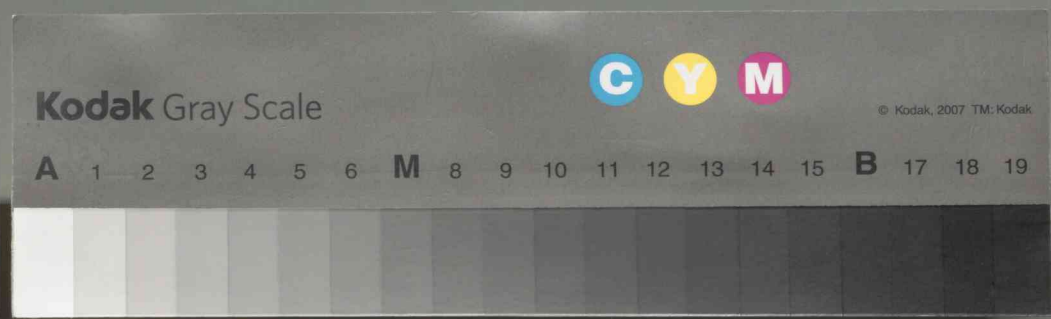 C Y M
Kodak Gray Scale
© Kodak, 2007 TM: Kodak
A 1 2 3 4 5 6 M 8 9 10 11 12 13 14 15 B 17 18 19